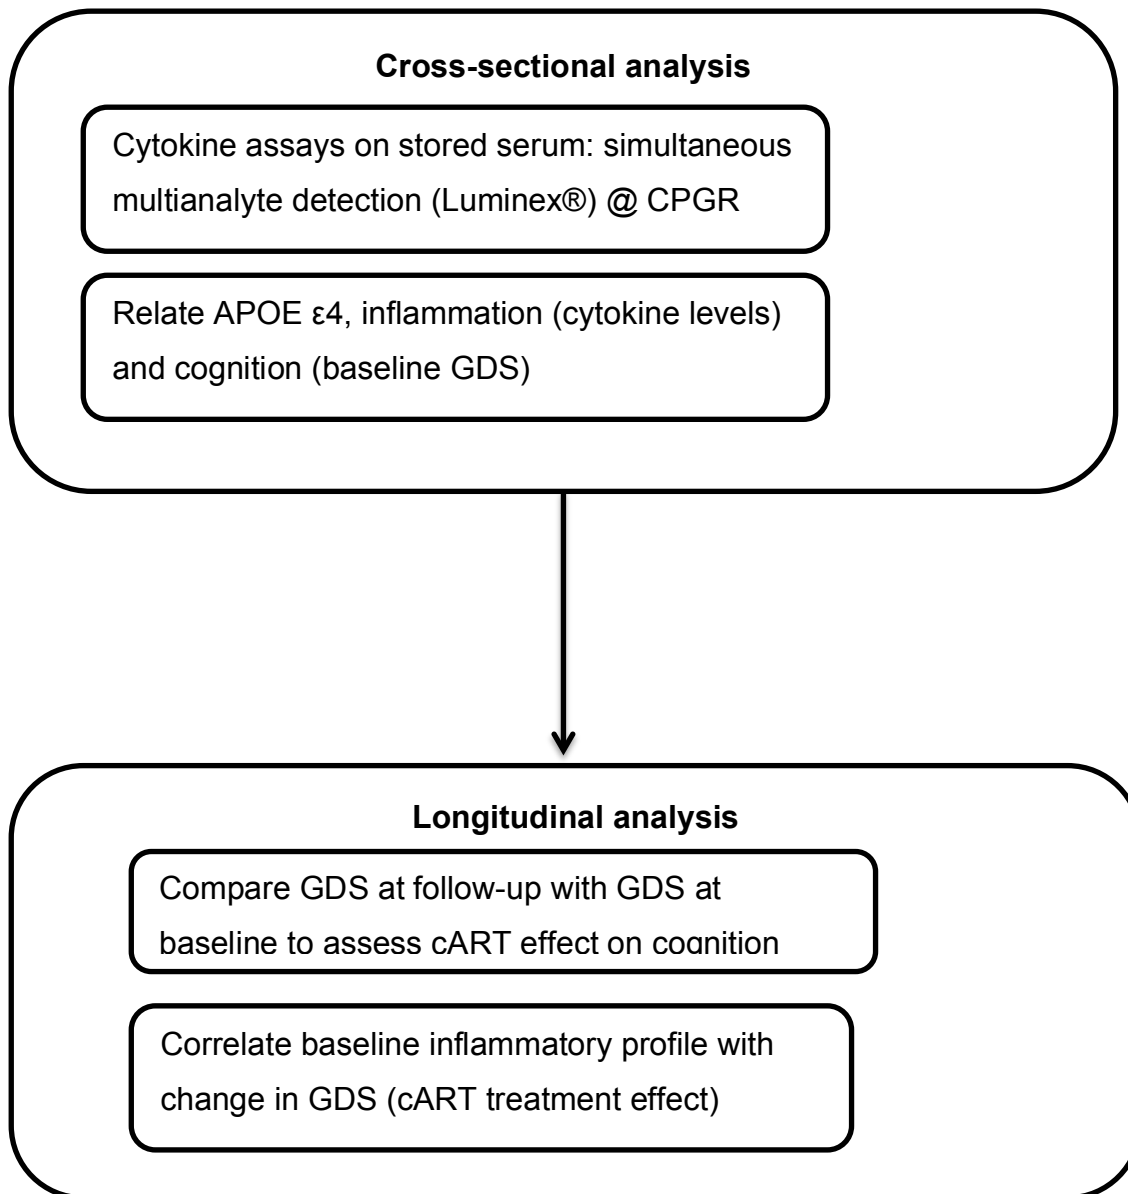 Cross-sectional analysis
Cytokine assays on stored serum: simultaneous
multianalyte detection (Luminex®) @ CPGR
Relate APOE ε4, inflammation (cytokine levels)
and cognition (baseline GDS)
Longitudinal analysis
Compare GDS at follow-up with GDS at
baseline to assess cART effect on cognition
Correlate baseline inflammatory profile with
change in GDS (cART treatment effect)